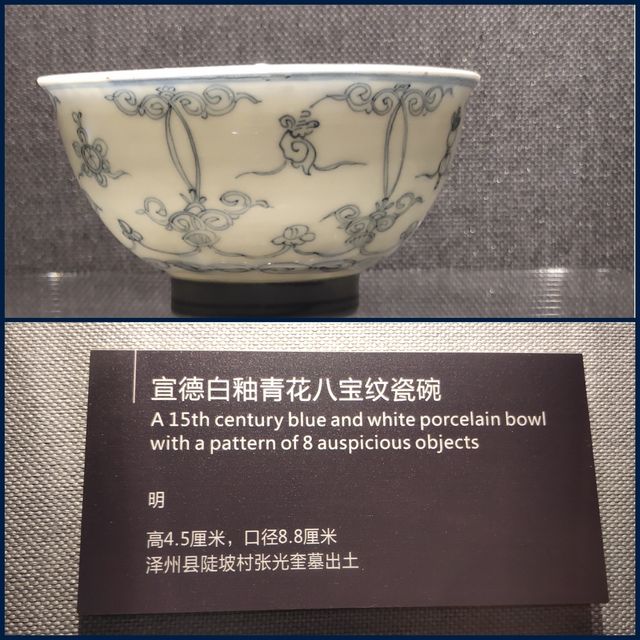 宣德白釉青花八宝纹瓷碗
A 15th century blue and white porcelain bowl
with a pattern of 8 auspicious objects
明
高4.5厘米，口径8.8厘米
泽州县陡坡村张光奎墓出土